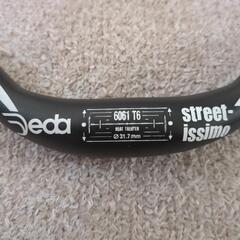 Deda
6061 T6
HEAT TREATED
Ø 31.7 mm
street-
issimo